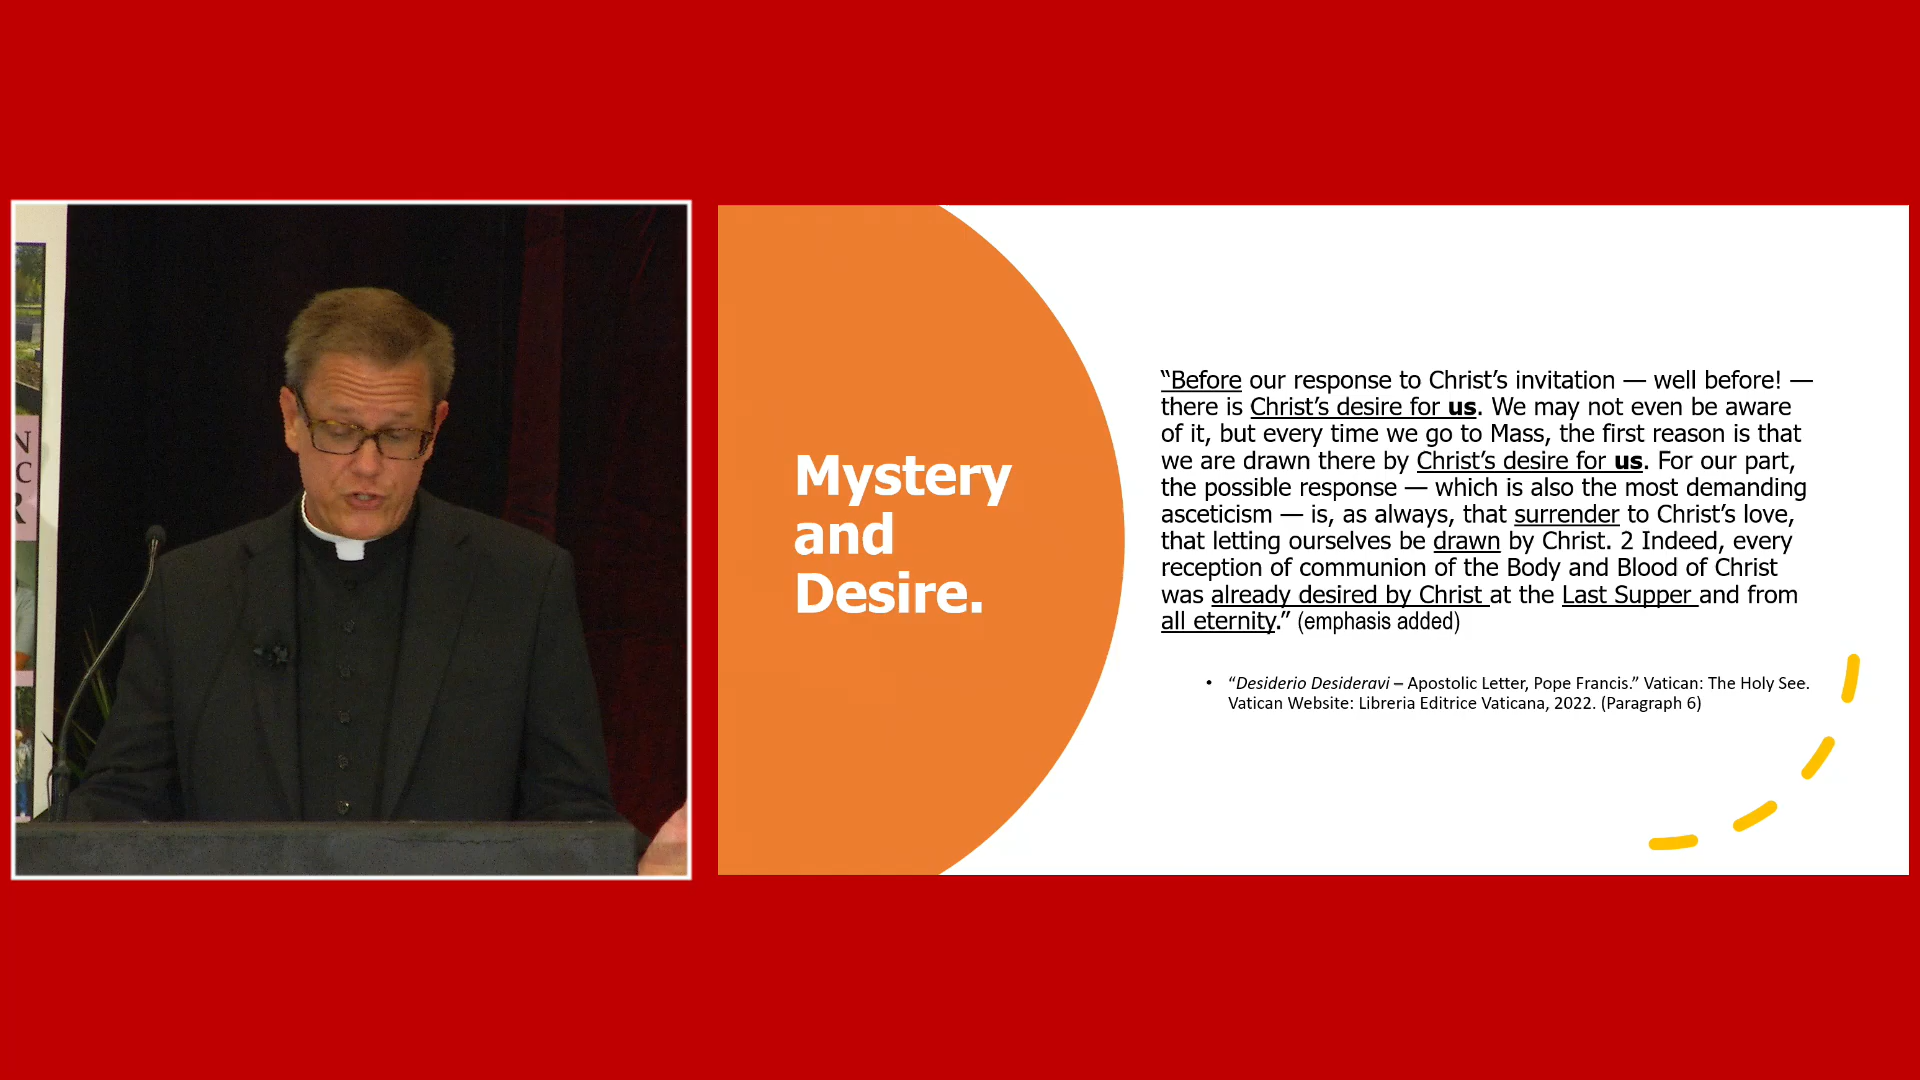 N
C
R
Mystery
and
Desire.
“Before our response to Christ’s invitation — well before! —
there is Christ’s desire for us. We may not even be aware
of it, but every time we go to Mass, the first reason is that
we are drawn there by Christ’s desire for us. For our part,
the possible response — which is also the most demanding
asceticism — is, as always, that surrender to Christ’s love,
that letting ourselves be drawn by Christ. 2 Indeed, every
reception of communion of the Body and Blood of Christ
was already desired by Christ at the Last Supper and from
all eternity.” (emphasis added)
• “Desiderio Desideravi – Apostolic Letter, Pope Francis.” Vatican: The Holy See.
Vatican Website: Libreria Editrice Vaticana, 2022. (Paragraph 6)